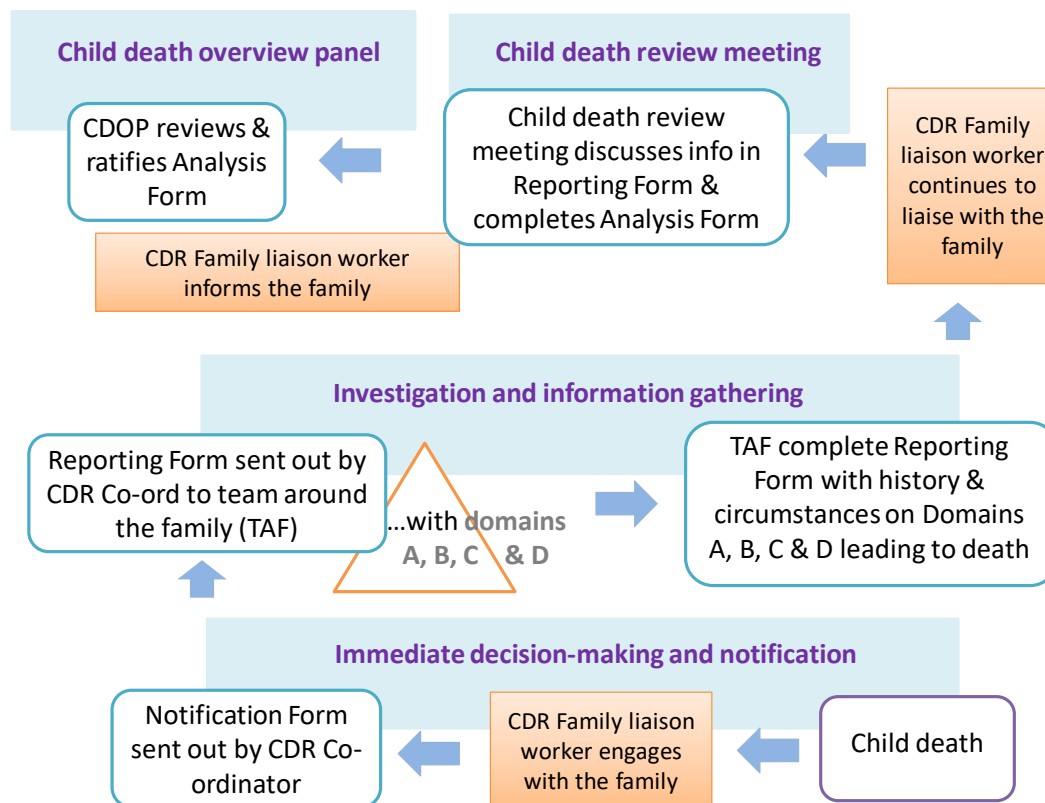 Child death overview panel
Child death review meeting
CDOP reviews &
ratifies Analysis
Form
Child death review
meeting discusses info in
Reporting Form &
completes Analysis Form
CDR Family
liaison worker
continues to
liaise with the
family
CDR Family liaison worker
informs the family
Investigation and information gathering
Reporting Form sent out by
CDR Co-ord to team around
the family (TAF)
...with domains
A, B, C & D
TAF complete Reporting
Form with history &
circumstances on Domains
A, B, C & D leading to death
Immediate decision-making and notification
Notification Form
sent out by CDR Co-
ordinator
CDR Family liaison
worker engages
with the family
Child death